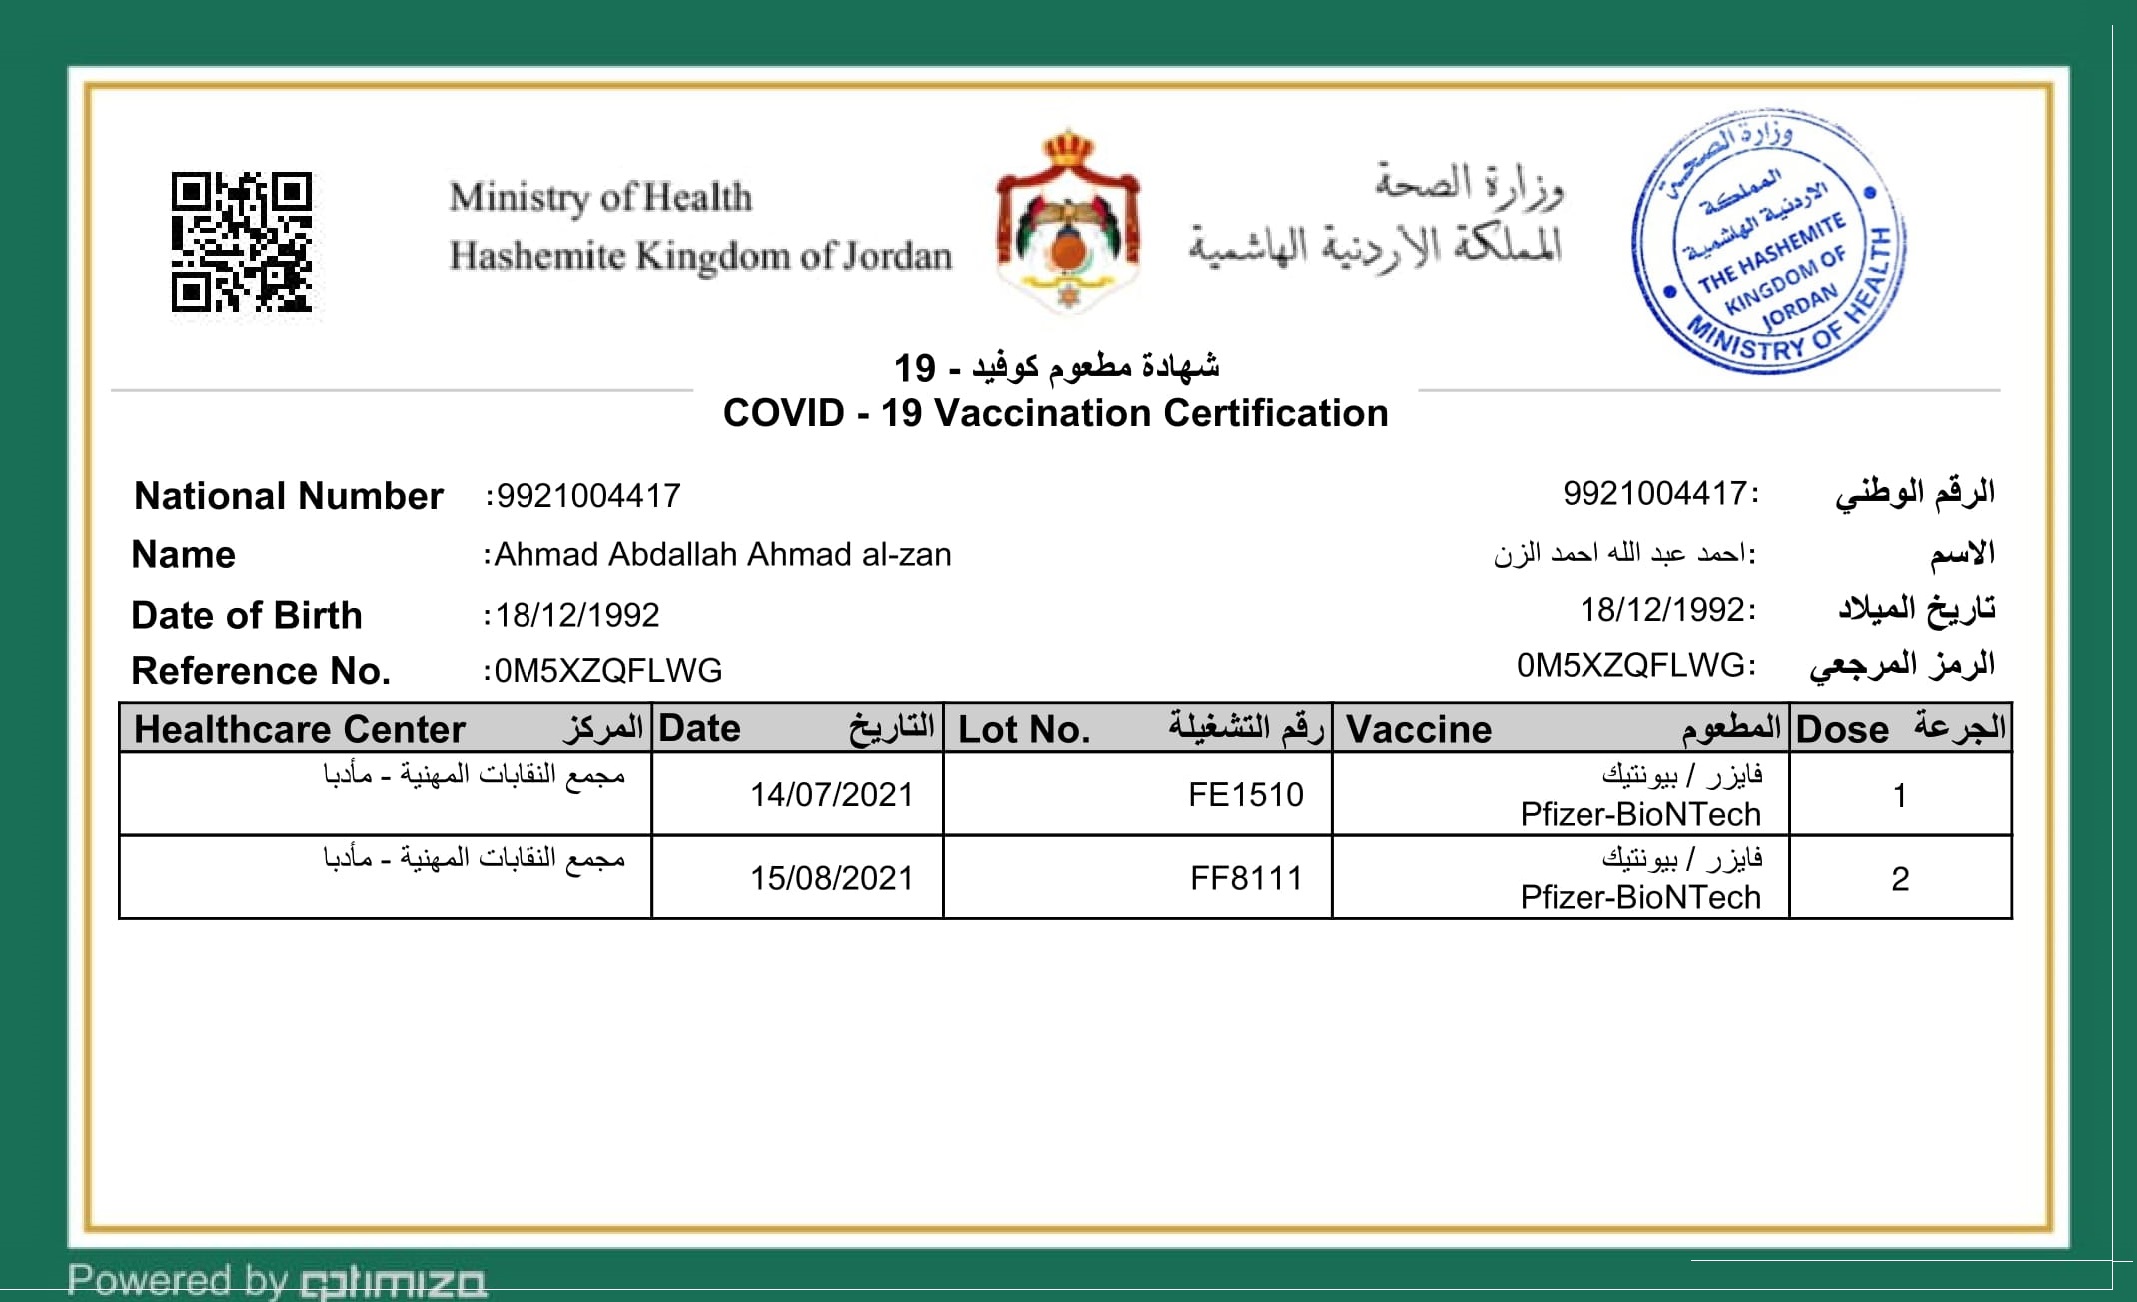 Ministry of Health
Hashemite Kingdom of Jordan
وزارة الصحة
المملكة الاردنية الهاشمية
وزارة الصحة
المملكة
الاردنية الهاشمية
THE HASHEMITE
KINGDOM OF
JORDAN
MINISTRY OF HEALTH
شهادة مطعوم كوفيد - 19
COVID - 19 Vaccination Certification
National Number :9921004417 الرقم الوطني :9921004417
Name :Ahmad Abdallah Ahmad al-zan الاسم :احمد عبد الله احمد الزن
Date of Birth :18/12/1992 تاريخ الميلاد :18/12/1992
Reference No. :0M5XZQFLWG الرمز المرجعي :0M5XZQFLWG
Healthcare Center المركز Date التاريخ Lot No. رقم التشغيلة Vaccine المطعوم Dose الجرعة
مجمع النقابات المهنية - مأدبا 14/07/2021 FE1510 فايزر / بيونتيك 1
Pfizer-BioNTech
مجمع النقابات المهنية - مأدبا 15/08/2021 FF8111 فايزر / بيونتيك 2
Pfizer-BioNTech
Powered by optimiza